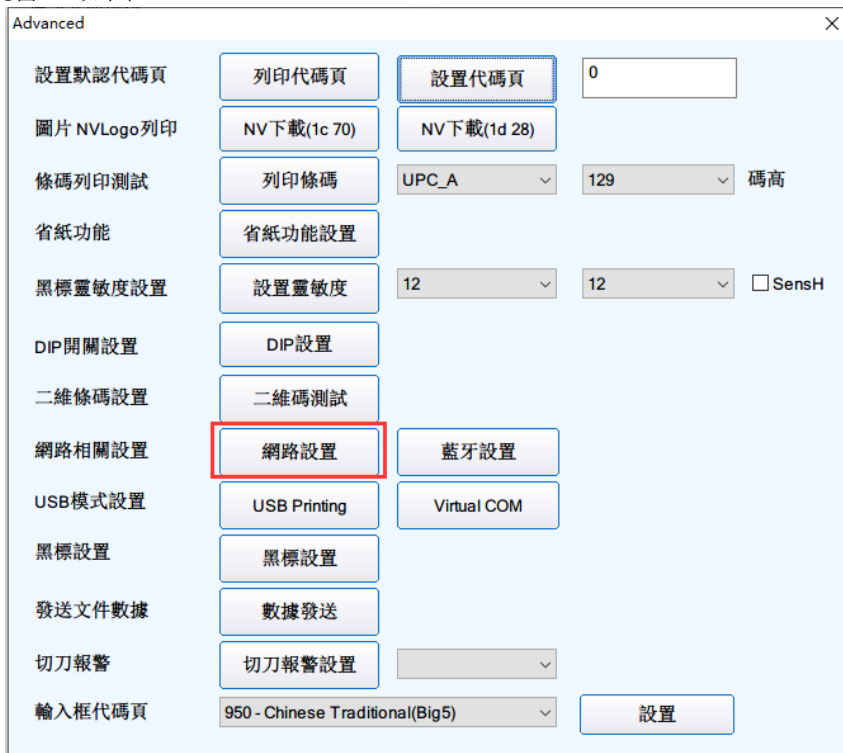 Advanced
設置默認代碼頁 列印代碼頁 設置代碼頁 0
圖片 NVLogo列印 NV下載(1c 70) NV下載(1d 28)
條碼列印測試 列印條碼 UPC_A 129 碼高
省紙功能 省紙功能設置
黑標靈敏度設置 設置靈敏度 12 12 SensH
DIP開關設置 DIP設置
二維條碼設置 二維碼測試
網路相關設置 網路設置 藍牙設置
USB模式設置 USB Printing Virtual COM
黑標設置 黑標設置
發送文件數據 數據發送
切刀報警 切刀報警設置
輸入框代碼頁 950 - Chinese Traditional(Big5) 設置